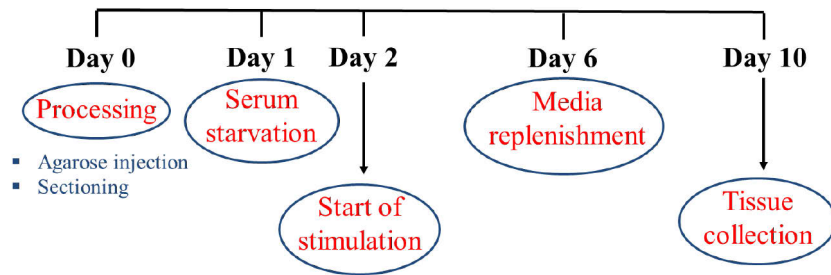 Day 0 Day 1 Day 2 Day 6 Day 10
Processing
Serum
starvation
Media
replenishment
▪ Agarose injection
▪ Sectioning
Start of
stimulation
Tissue
collection